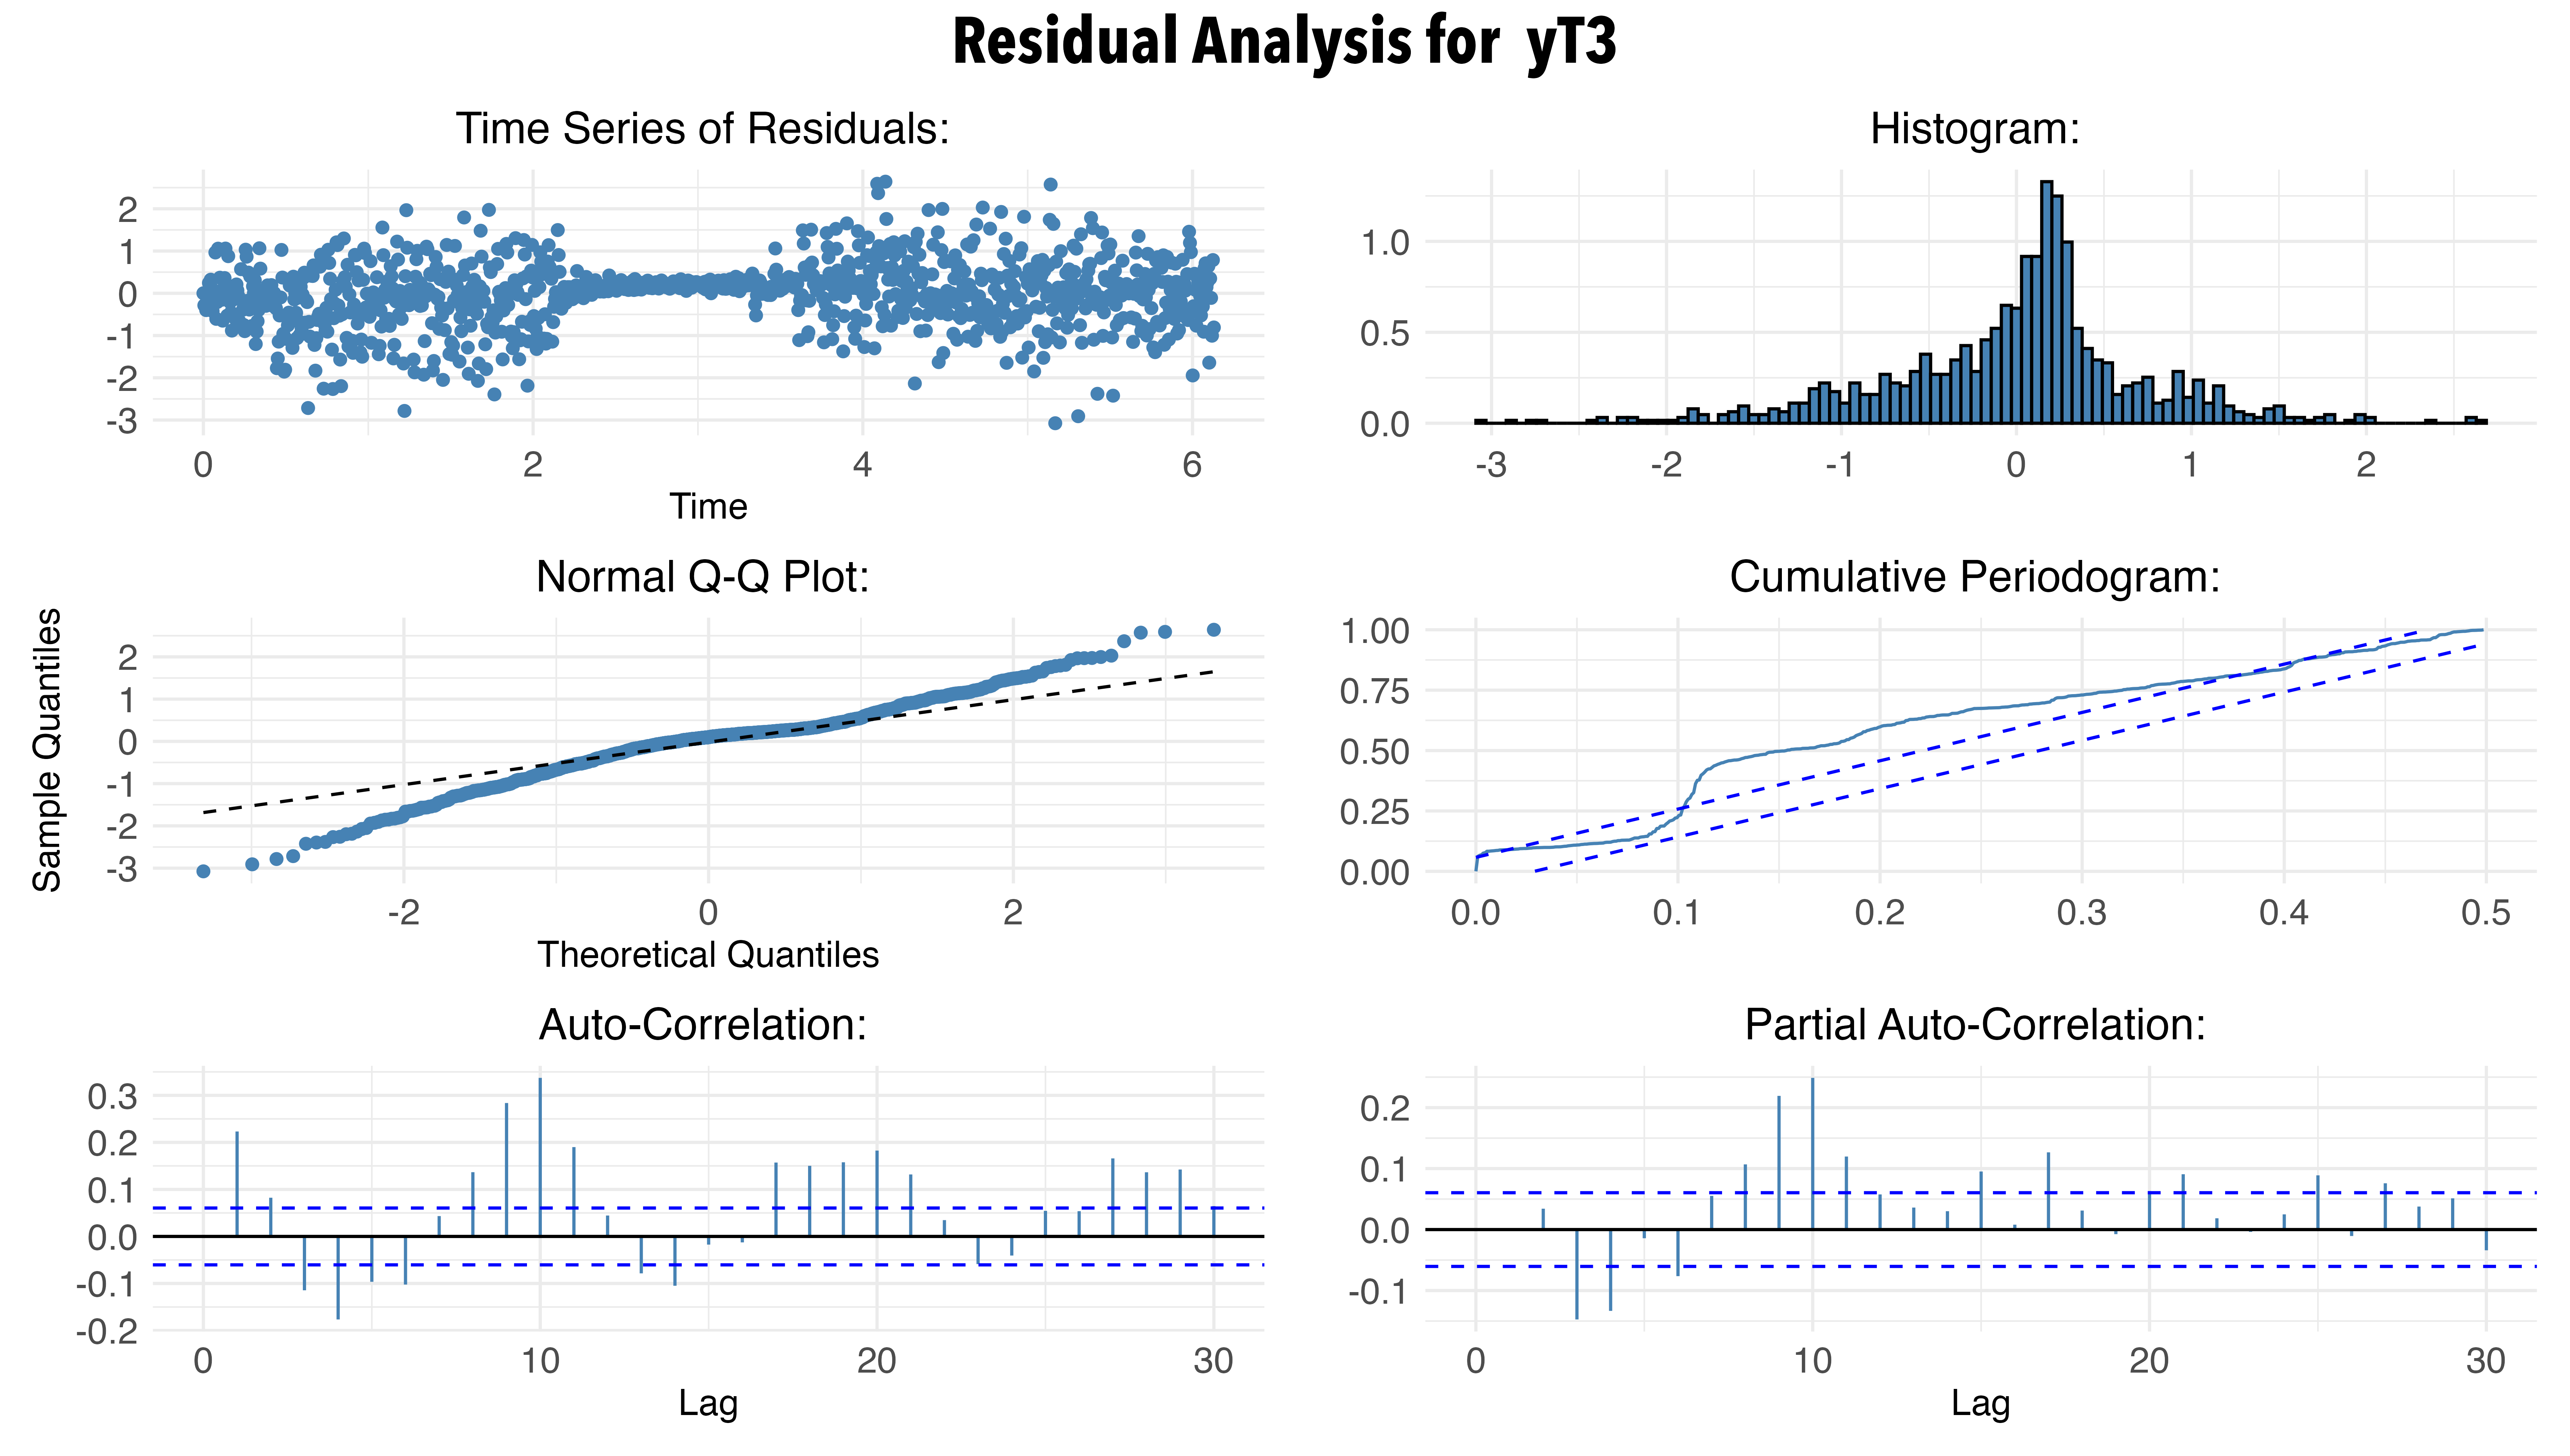 Residual Analysis for yT3
Time Series of Residuals:
2
1
0
-1
-2
-3
0 2 4 6
Time
Histogram:
1.0
0.5
0.0
-3 -2 -1 0 1 2
Normal Q-Q Plot:
Sample Quantiles
2
1
0
-1
-2
-3
-2 0 2
Theoretical Quantiles
Cumulative Periodogram:
1.00
0.75
0.50
0.25
0.00
0.0 0.1 0.2 0.3 0.4 0.5
Auto-Correlation:
0.3
0.2
0.1
0.0
-0.1
-0.2
0 10 20 30
Lag
Partial Auto-Correlation:
0.2
0.1
0.0
-0.1
0 10 20 30
Lag